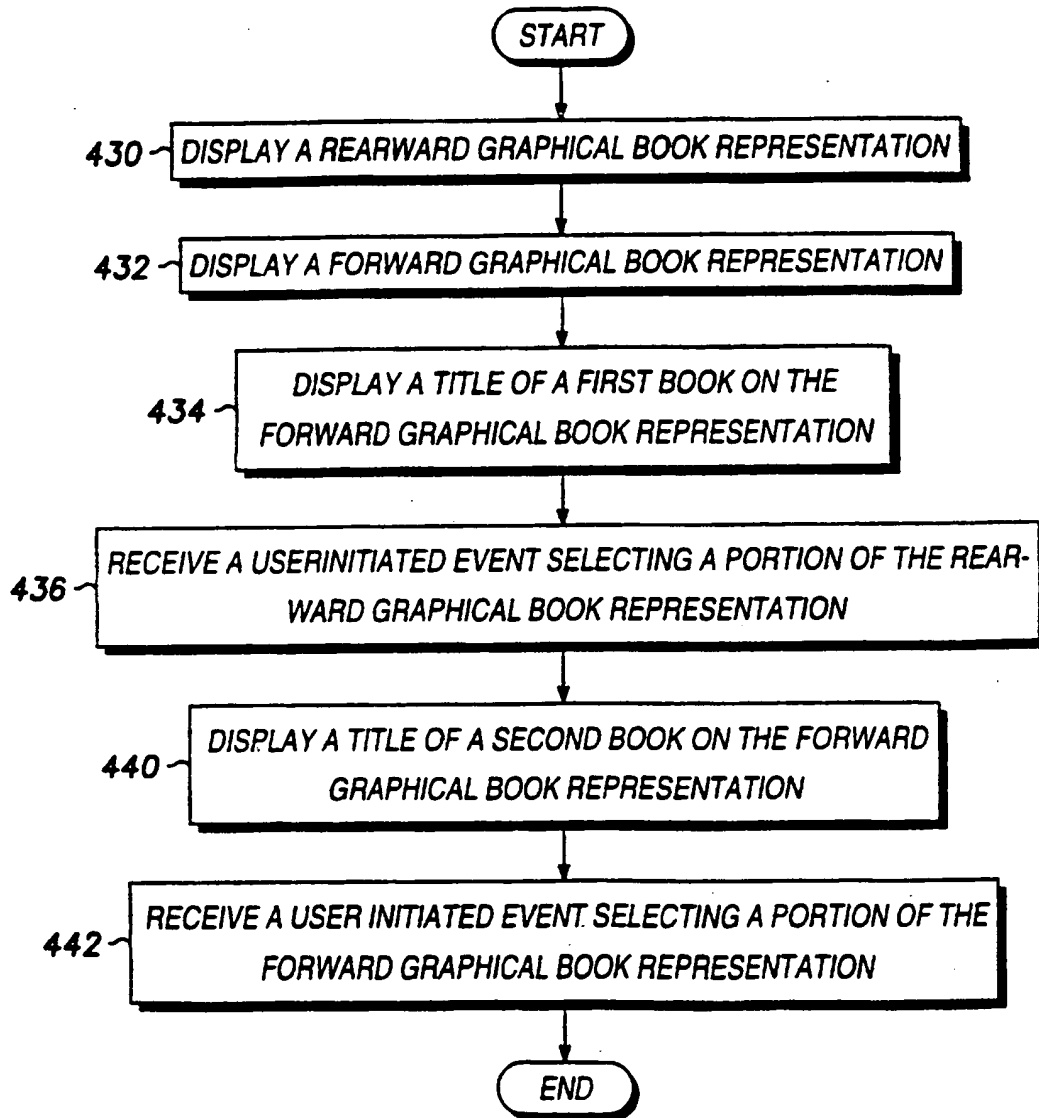 START
430 DISPLAY A REARWARD GRAPHICAL BOOK REPRESENTATION
432 DISPLAY A FORWARD GRAPHICAL BOOK REPRESENTATION
DISPLAY A TITLE OF A FIRST BOOK ON THE
434
FORWARD GRAPHICAL BOOK REPRESENTATION
RECEIVE A USERINITIATED EVENT SELECTING A PORTION OF THE REAR-
436
WARD GRAPHICAL BOOK REPRESENTATION
DISPLAY A TITLE OF A SECOND BOOK ON THE FORWARD
440
GRAPHICAL BOOK REPRESENTATION
RECEIVE A USER INITIATED EVENT SELECTING A PORTION OF THE
442
FORWARD GRAPHICAL BOOK REPRESENTATION
END